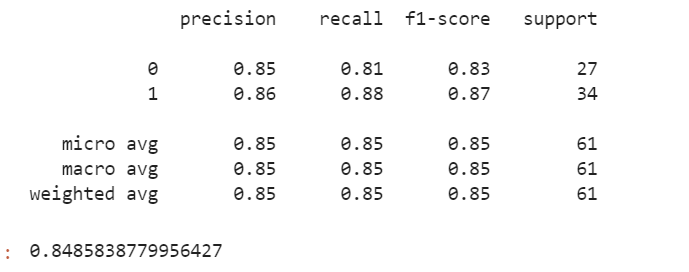 precision recall f1-score support
0 0.85 0.81 0.83 27
1 0.86 0.88 0.87 34
micro avg 0.85 0.85 0.85 61
macro avg 0.85 0.85 0.85 61
weighted avg 0.85 0.85 0.85 61
: 0.8485838779956427